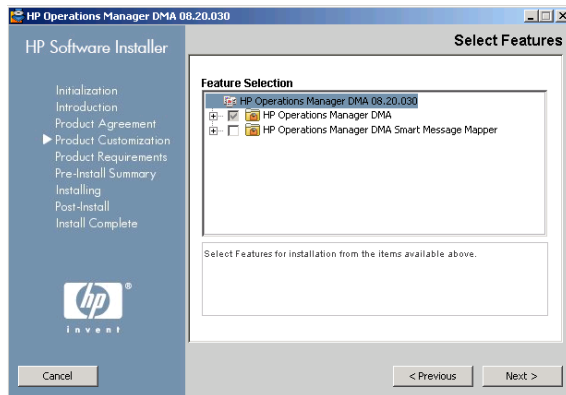 HP Operations Manager DMA 08.20.030
HP Software Installer
Select Features
Initialization
Introduction
Product Agreement
Product Customization
Product Requirements
Pre-Install Summary
Installing
Post-Install
Install Complete
Feature Selection
HP Operations Manager DMA 08.20.030
HP Operations Manager DMA
HP Operations Manager DMA Smart Message Mapper
Select Features for installation from the items available above.
hp
®
invent
Cancel
< Previous
Next >